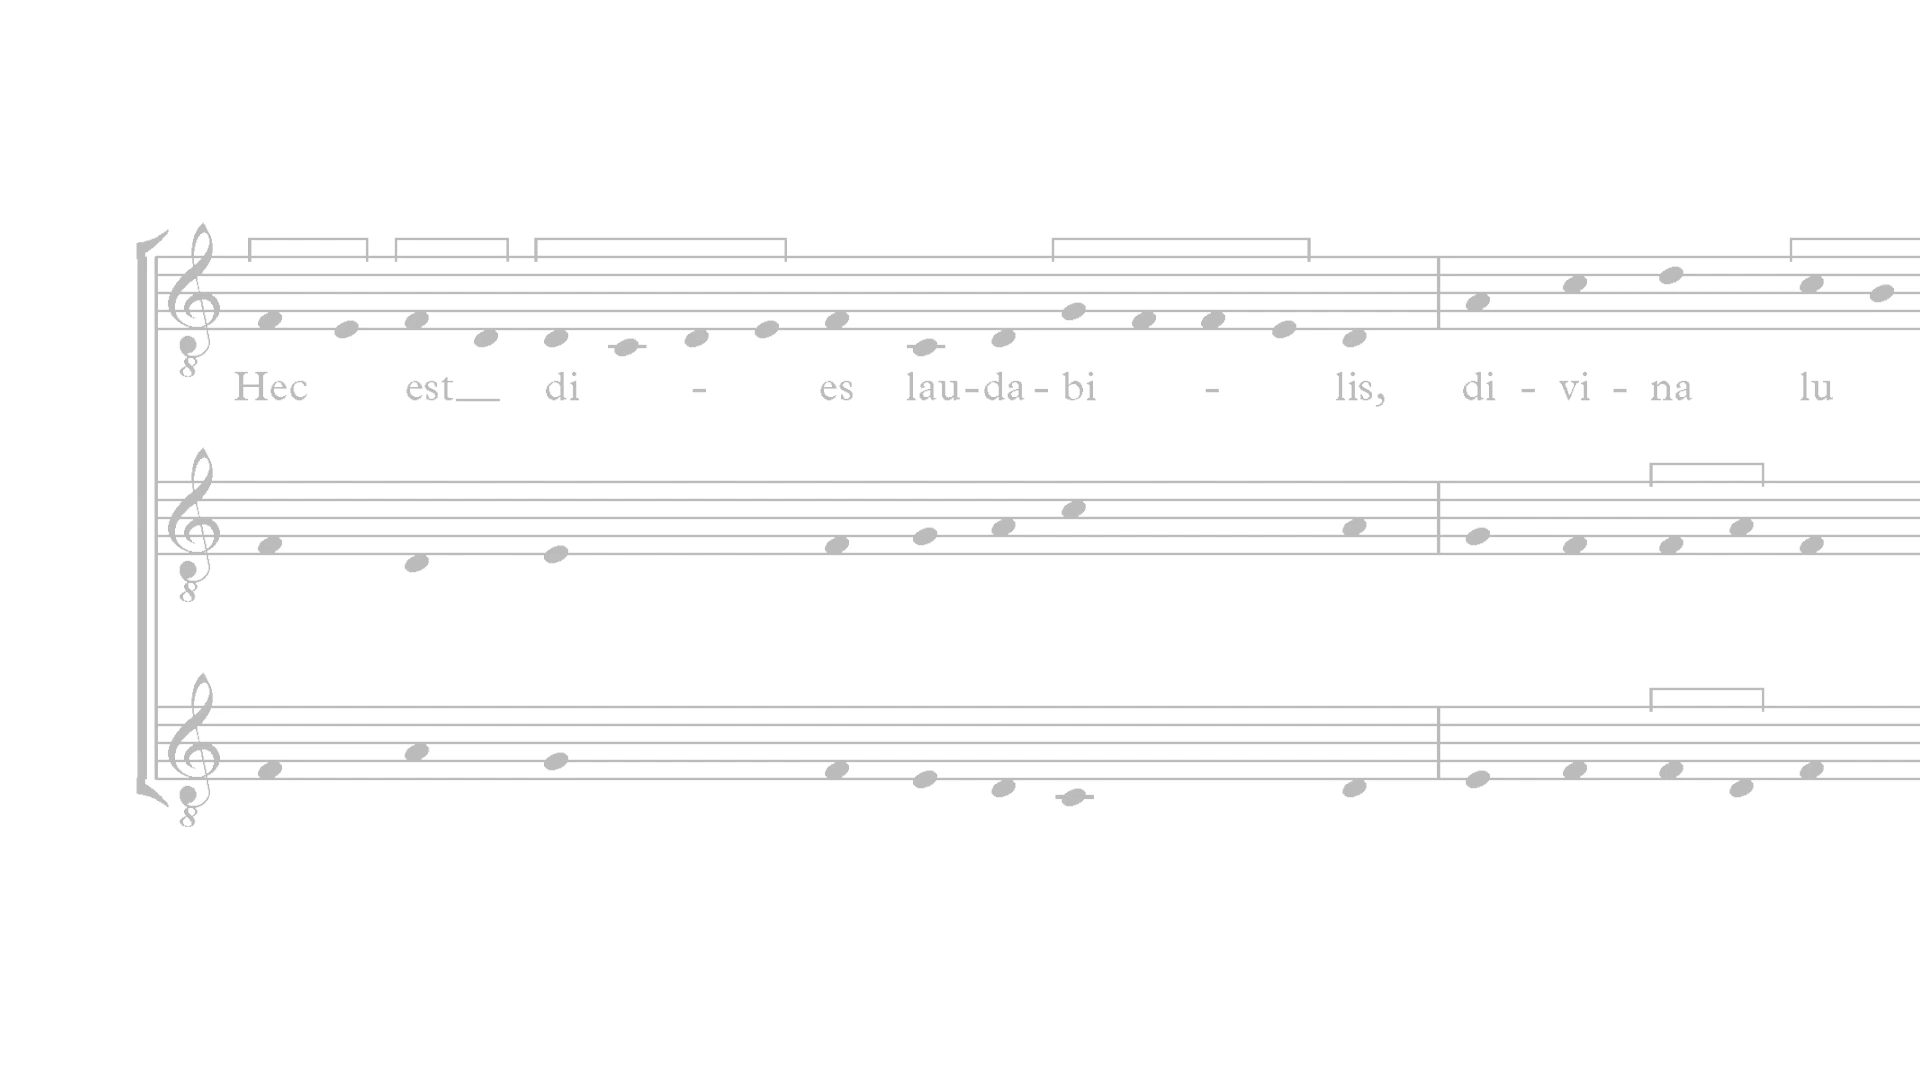 Hec est__ di - es lau-da-bi - lis, di - vi - na lu